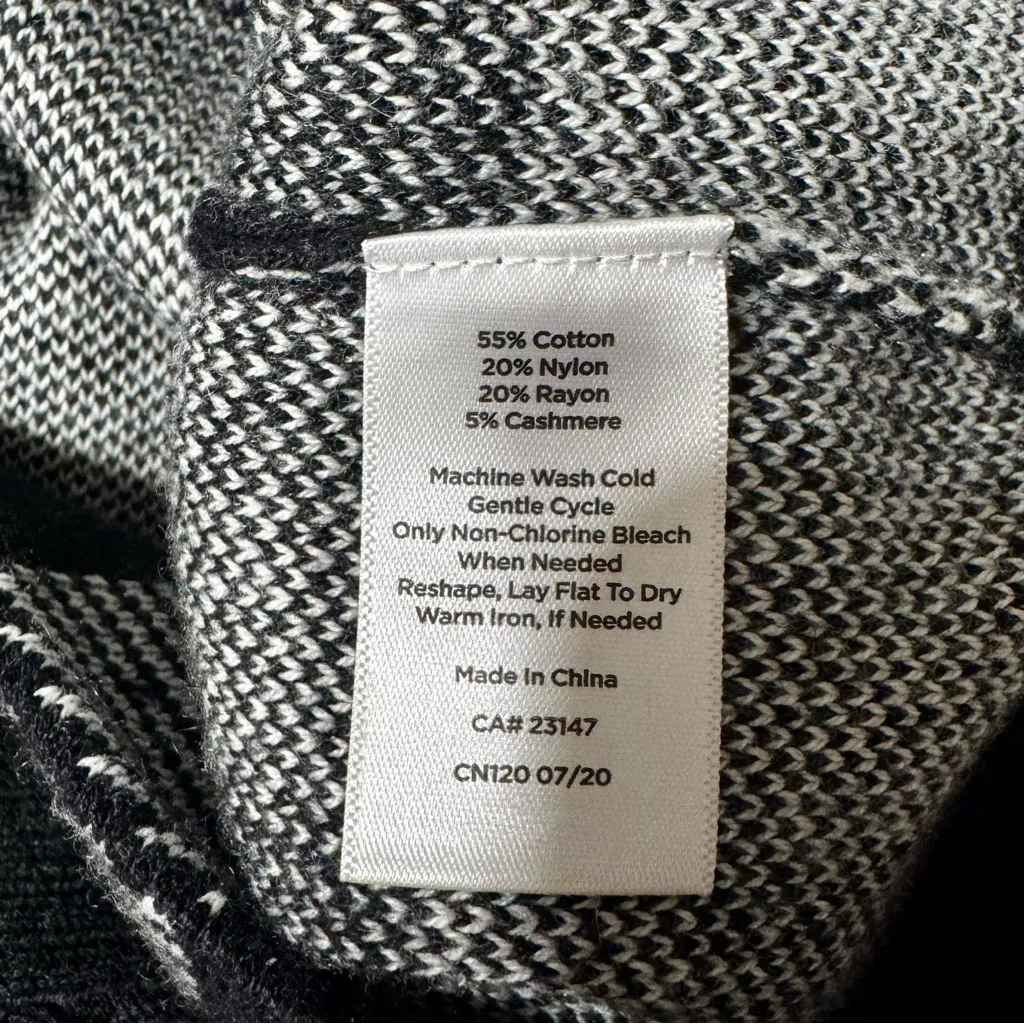 55% Cotton
20% Nylon
20% Rayon
5% Cashmere
Machine Wash Cold
Gentle Cycle
Only Non-Chlorine Bleach
When Needed
Reshape, Lay Flat To Dry
Warm Iron, If Needed
Made In China
CA# 23147
CN120 07/20